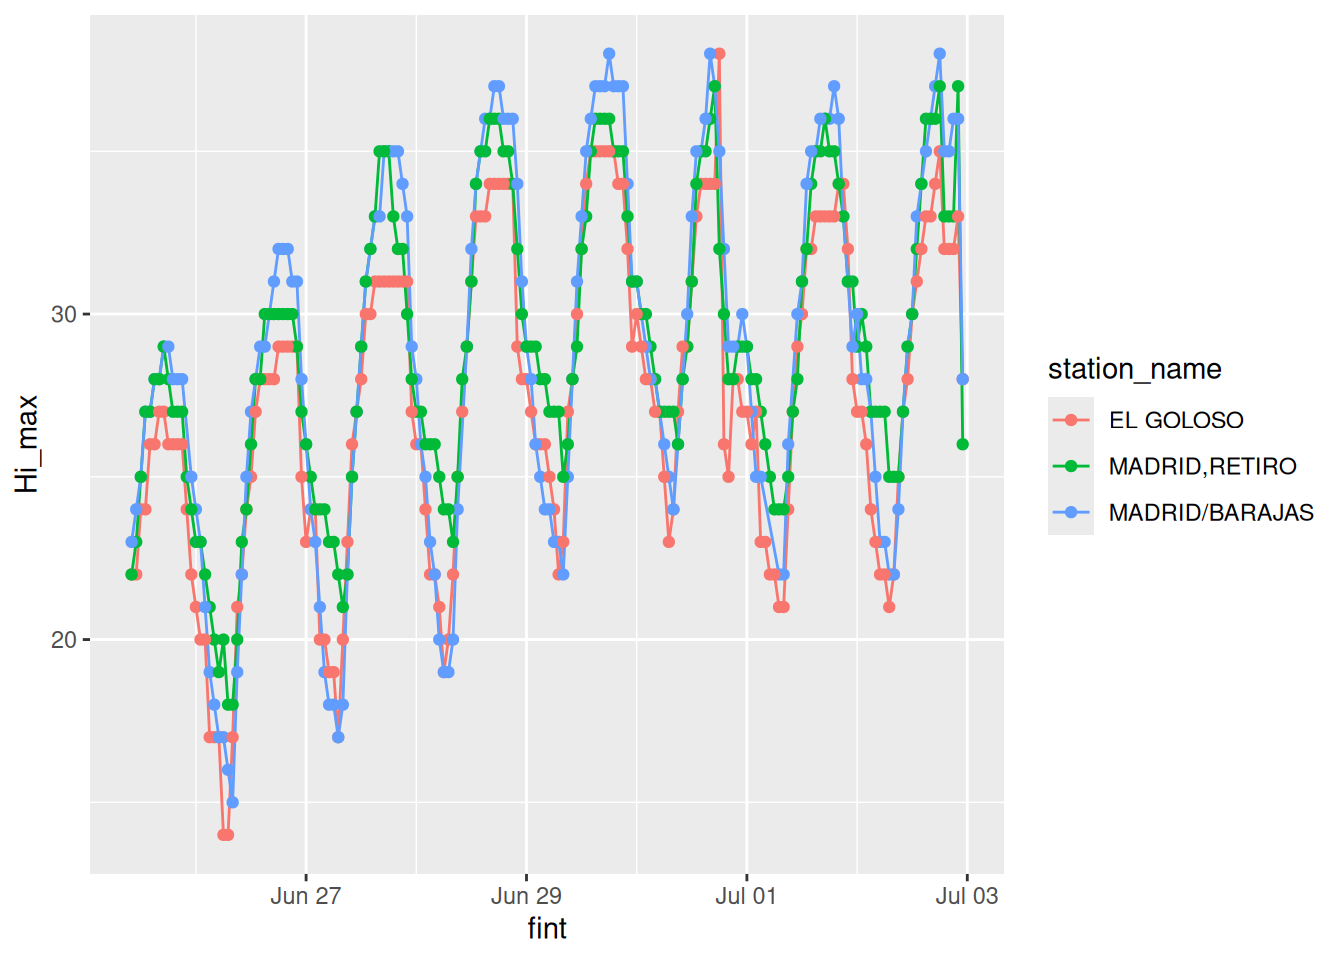 Hi_max
30
20
Jun 27
Jun 29
Jul 01
Jul 03
fint
station_name
EL GOLOSO
MADRID,RETIRO
MADRID/BARAJAS